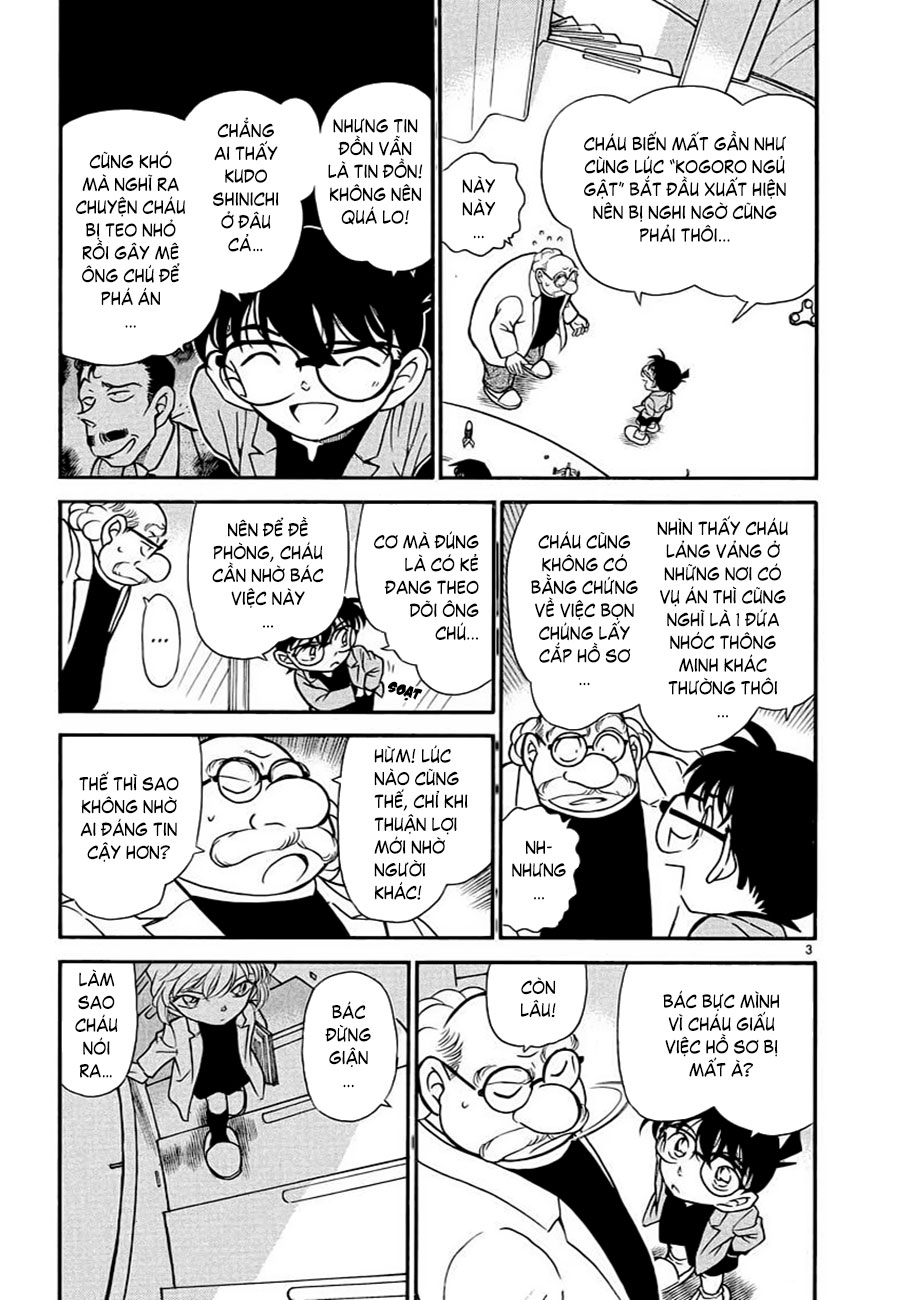 CHÁU BIẾN MẤT GẦN NHƯ
CÙNG LÚC "KOGORO NGỦ
GẬT" BẮT ĐẦU XUẤT HIỆN
NÊN BỊ NGHI NGỜ CŨNG
PHẢI THÔI...
NÀY
NÀY
...
NHƯNG TIN
ĐỒN VẪN
LÀ TIN ĐỒN!
KHÔNG NÊN
QUÁ LO!
CHẲNG
AI THẤY
KUDO
SHINICHI
Ở ĐÂU
CẢ...
CŨNG KHÓ
MÀ NGHĨ RA
CHUYỆN CHÁU
BỊ TEO NHỎ
RỒI GÂY MÊ
ÔNG CHÚ ĐỂ
PHÁ ÁN
...
NHÌN THẤY CHÁU
LÁNG VÁNG Ở
NHỮNG NƠI CÓ
VỤ ÁN THÌ CŨNG
NGHĨ LÀ 1 ĐỨA
NHÓC THÔNG
MINH KHÁC
THƯỜNG THÔI
...
CHÁU CŨNG
KHÔNG CÓ
BẰNG CHỨNG
VỀ VIỆC BỌN
CHÚNG LẤY
CẮP HỒ SƠ
...
NH-
NHƯNG
...
CƠ MÀ ĐÚNG
LÀ CÓ KẺ
ĐANG THEO
DÕI ÔNG
CHÚ...
NÊN ĐỂ ĐỀ
PHÒNG, CHÁU
CẦN NHỜ BÁC
VIỆC NÀY
...
SOẠT
...
HỪM! LÚC
NÀO CŨNG
THẾ, CHỈ KHI
THUẬN LỢI
MỚI NHỜ
NGƯỜI
KHÁC!
THẾ THÌ SAO
KHÔNG NHỜ
AI ĐÁNG TIN
CẬY HƠN?
3
BÁC BỰC MÌNH
VÌ CHÁU GIẤU
VIỆC HỒ SƠ BỊ
MẤT À?
CÒN
LÂU!
BÁC
ĐỪNG
GIẬN
...
LÀM
SAO
CHÁU
NÓI
RA...